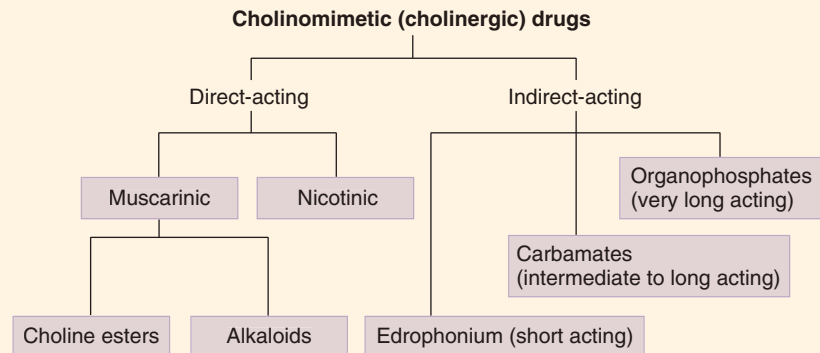 Cholinomimetic (cholinergic) drugs
Direct-acting
Indirect-acting
Muscarinic
Nicotinic
Organophosphates
(very long acting)
Carbamates
(intermediate to long acting)
Choline esters
Alkaloids
Edrophonium (short acting)